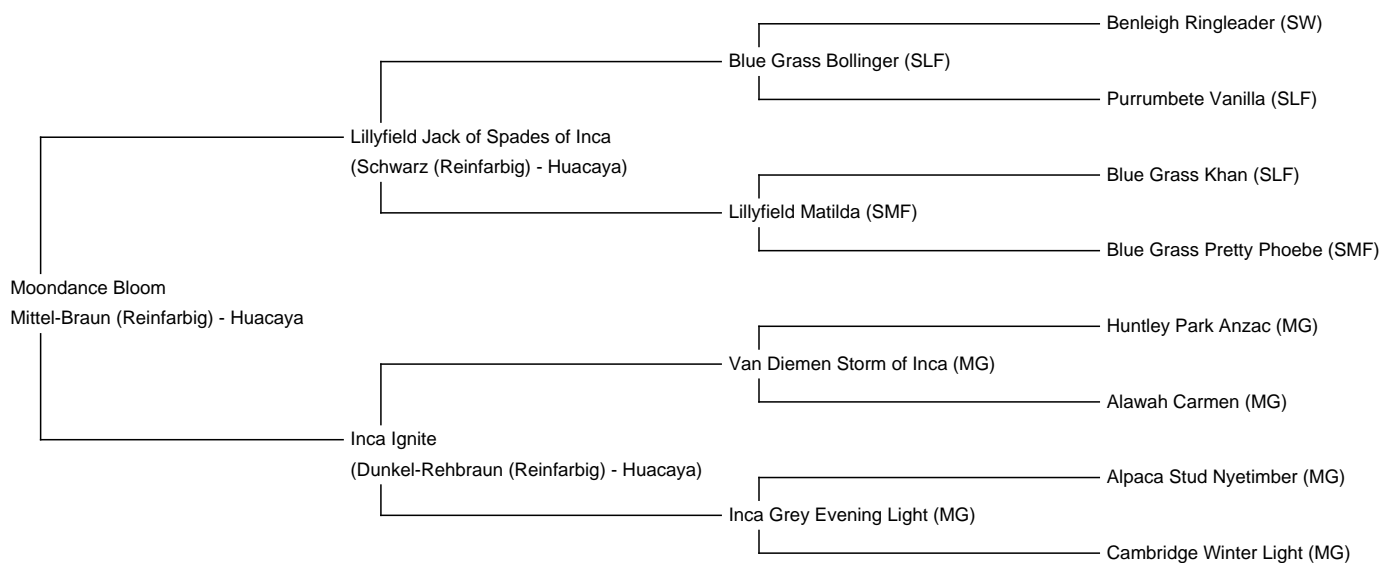 Benleigh Ringleader (SW)
Blue Grass Bollinger (SLF)
Purrumbete Vanilla (SLF)
Lillyfield Jack of Spades of Inca
(Schwarz (Reinfarbig) - Huacaya)
Blue Grass Khan (SLF)
Lillyfield Matilda (SMF)
Blue Grass Pretty Phoebe (SMF)
Moondance Bloom
Mittel-Braun (Reinfarbig) - Huacaya
Huntley Park Anzac (MG)
Van Diemen Storm of Inca (MG)
Alawah Carmen (MG)
Inca Ignite
(Dunkel-Rehbraun (Reinfarbig) - Huacaya)
Alpaca Stud Nyetimber (MG)
Inca Grey Evening Light (MG)
Cambridge Winter Light (MG)